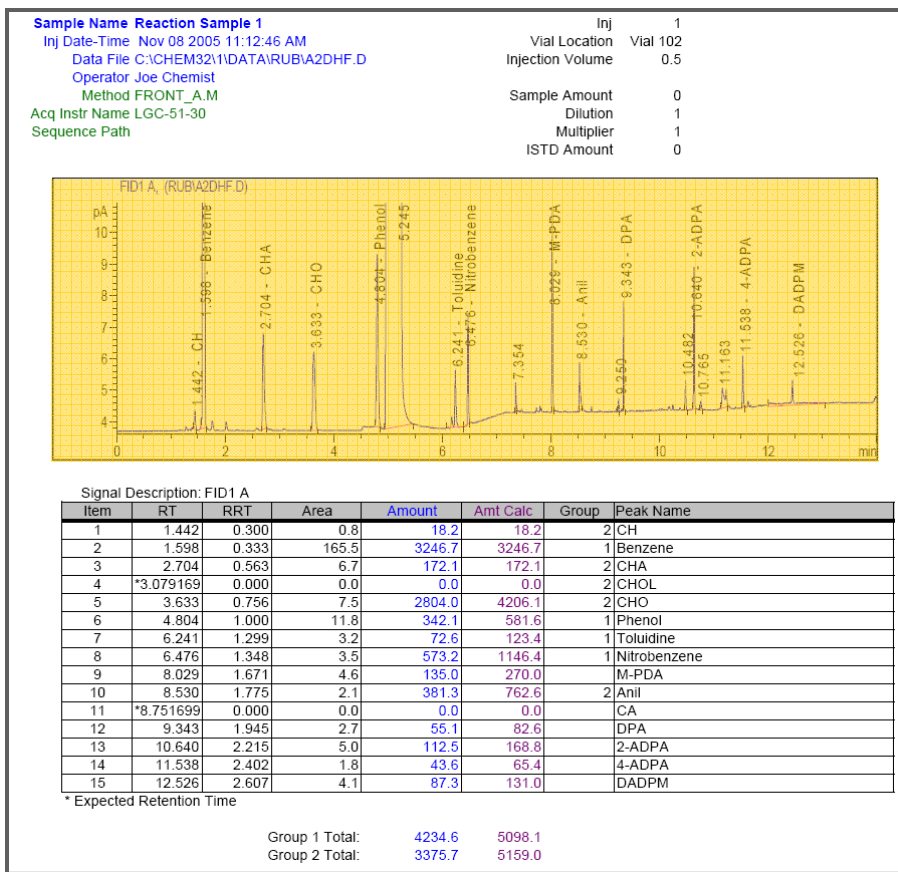 Sample Name Reaction Sample 1 Inj 1
Inj Date-Time Nov 08 2005 11:12:46 AM Vial Location Vial 102
Data File C:\CHEM32\1\DATA\RUB\A2DHF.D Injection Volume 0.5
Operator Joe Chemist
Method FRONT_A.M Sample Amount 0
Acq Instr Name LGC-51-30 Dilution 1
Sequence Path Multiplier 1
ISTD Amount 0
FID1 A, (RUB\A2DHF.D)
pA
10
9
8
7
6
5
4
1.442 - CH
1.598 - Benzene
2.704 - CHA
3.633 - CHO
4.804 - Phenol
5.245
6.241 - Toluidine
6.476 - Nitrobenzene
7.354
8.029 - M-PDA
8.530 - Anil
9.250
9.343 - DPA
10.482
10.640 - 2-ADPA
10.765
11.163
11.538 - 4-ADPA
12.526 - DADPM
0 2 4 6 8 10 12 min
Signal Description: FID1 A
Item RT RRT Area Amount Amt Calc Group Peak Name
1 1.442 0.300 0.8 18.2 18.2 2 CH
2 1.598 0.333 165.5 3246.7 3246.7 1 Benzene
3 2.704 0.563 6.7 172.1 172.1 2 CHA
4 *3.079169 0.000 0.0 0.0 0.0 2 CHOL
5 3.633 0.756 7.5 2804.0 4206.1 2 CHO
6 4.804 1.000 11.8 342.1 581.6 1 Phenol
7 6.241 1.299 3.2 72.6 123.4 1 Toluidine
8 6.476 1.348 3.5 573.2 1146.4 1 Nitrobenzene
9 8.029 1.671 4.6 135.0 270.0 M-PDA
10 8.530 1.775 2.1 381.3 762.6 2 Anil
11 *8.751699 0.000 0.0 0.0 0.0 CA
12 9.343 1.945 2.7 55.1 82.6 DPA
13 10.640 2.215 5.0 112.5 168.8 2-ADPA
14 11.538 2.402 1.8 43.6 65.4 4-ADPA
15 12.526 2.607 4.1 87.3 131.0 DADPM
* Expected Retention Time
Group 1 Total: 4234.6 5098.1
Group 2 Total: 3375.7 5159.0